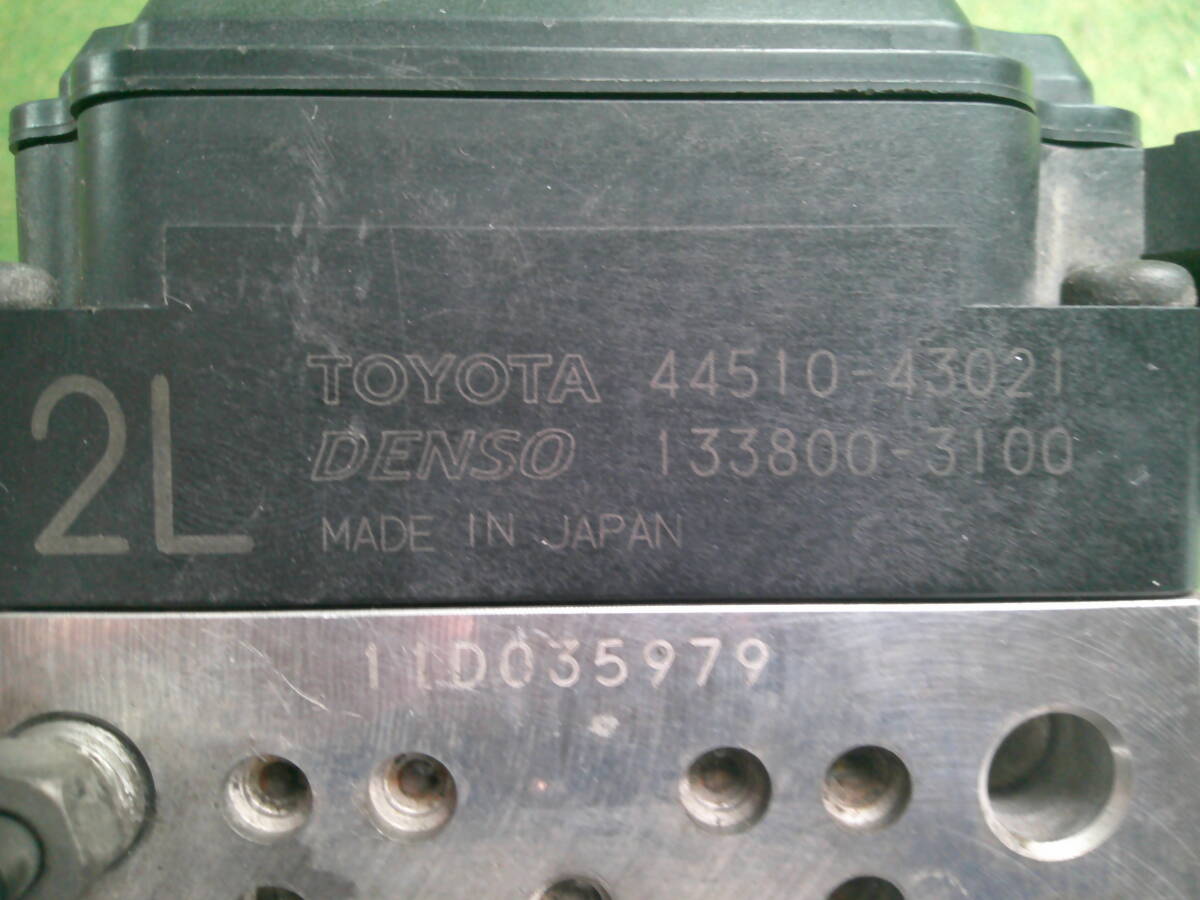 2L
TOYOTA 44510-43021
DENSO 133800-3100
MADE IN JAPAN
11D035979